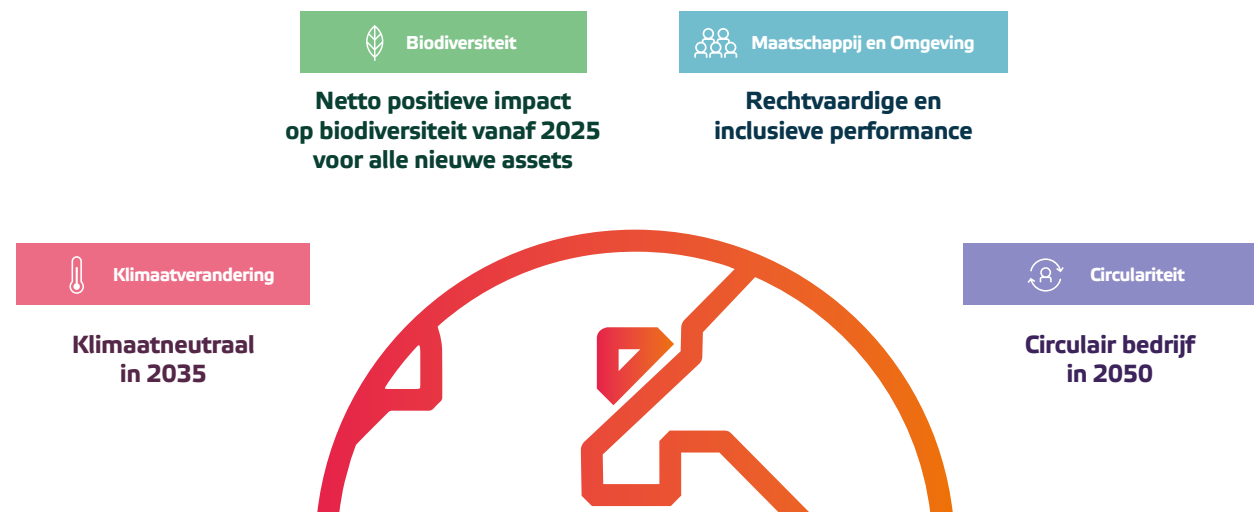 Biodiversiteit
Netto positieve impact
op biodiversiteit vanaf 2025
voor alle nieuwe assets
Maatschappij en Omgeving
Rechtvaardige en
inclusieve performance
Klimaatverandering
Klimaatneutraal
in 2035
Circulariteit
Circulair bedrijf
in 2050